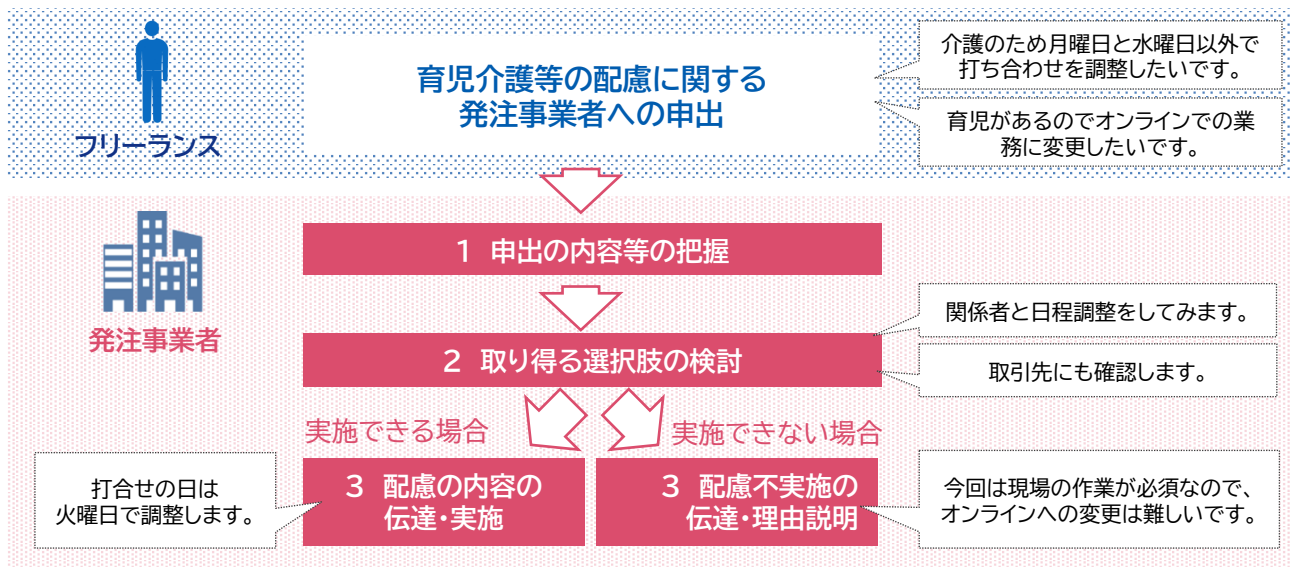 フリーランス
育児介護等の配慮に関する
発注事業者への申出
介護のため月曜日と水曜日以外で
打ち合わせを調整したいです。
育児があるのでオンラインでの業
務に変更したいです。
発注事業者
1 申出の内容等の把握
2 取り得る選択肢の検討
関係者と日程調整をしてみます。
取引先にも確認します。
実施できる場合
実施できない場合
打合せの日は
火曜日で調整します。
3 配慮の内容の
伝達・実施
3 配慮不実施の
伝達・理由説明
今回は現場の作業が必須なので、
オンラインへの変更は難しいです。